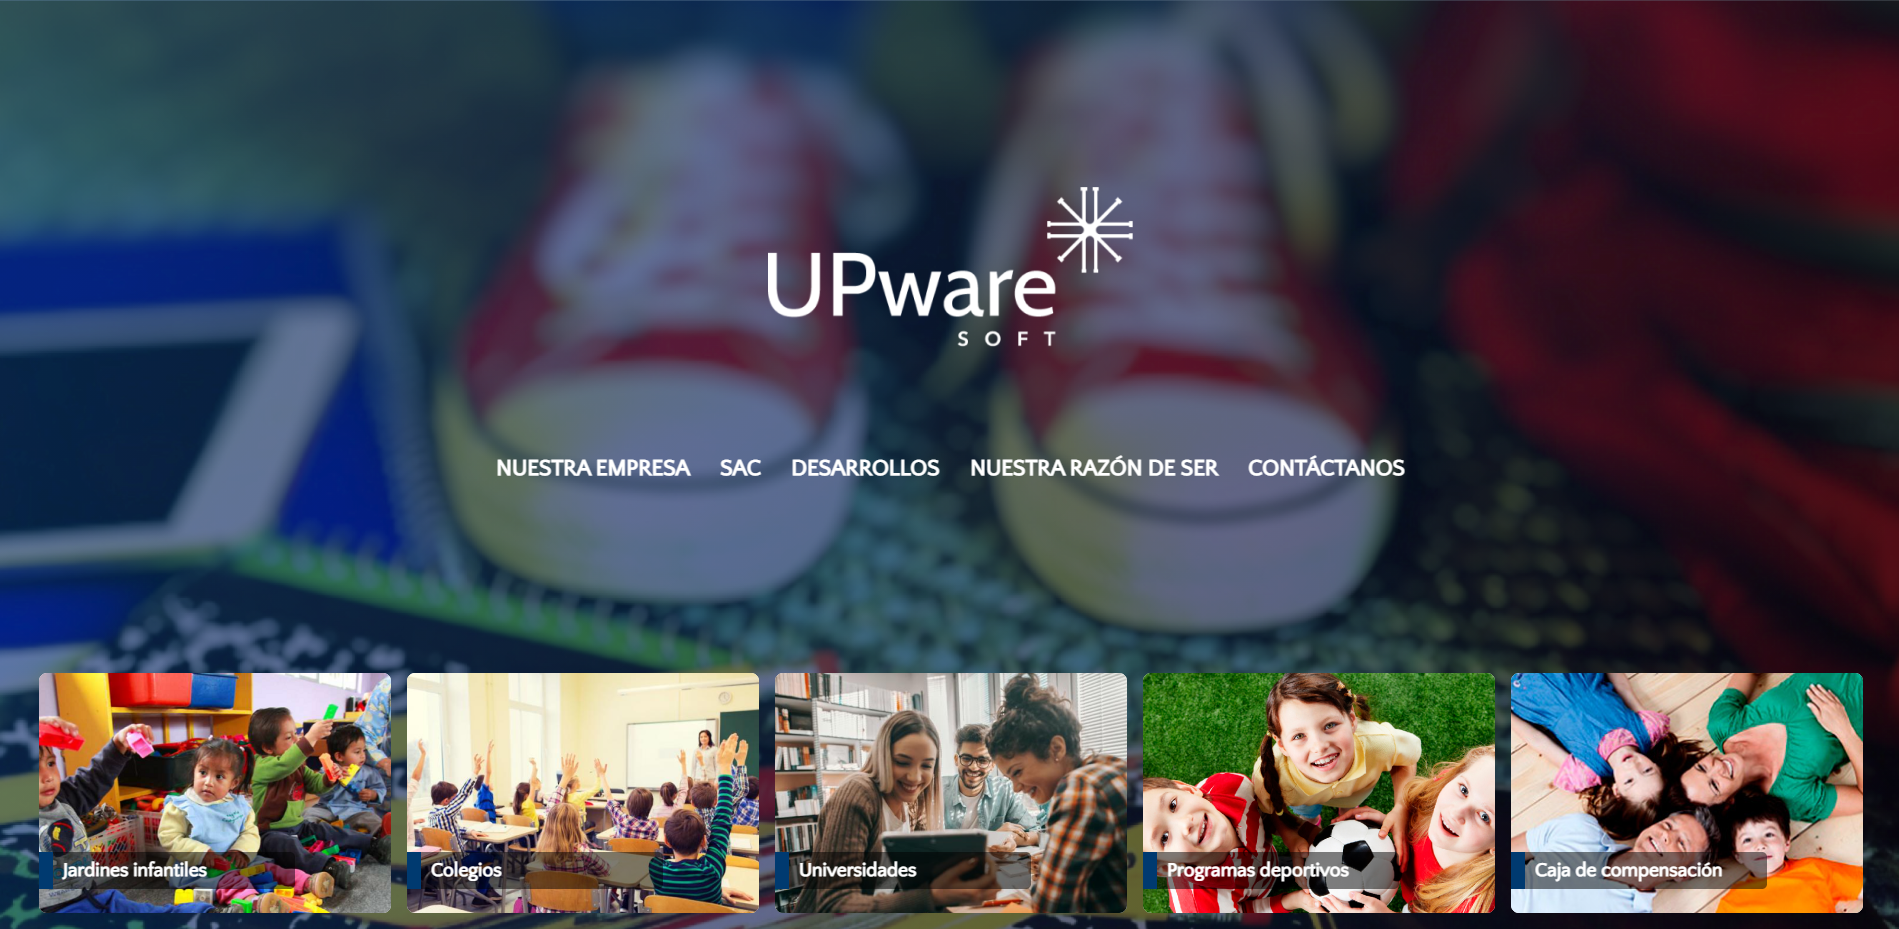 UPware
SOFT
NUESTRA EMPRESA SAC DESARROLLOS NUESTRA RAZÓN DE SER CONTÁCTANOS
Jardines infantiles
Colegios
Universidades
Programas deportivos
Caja de compensación